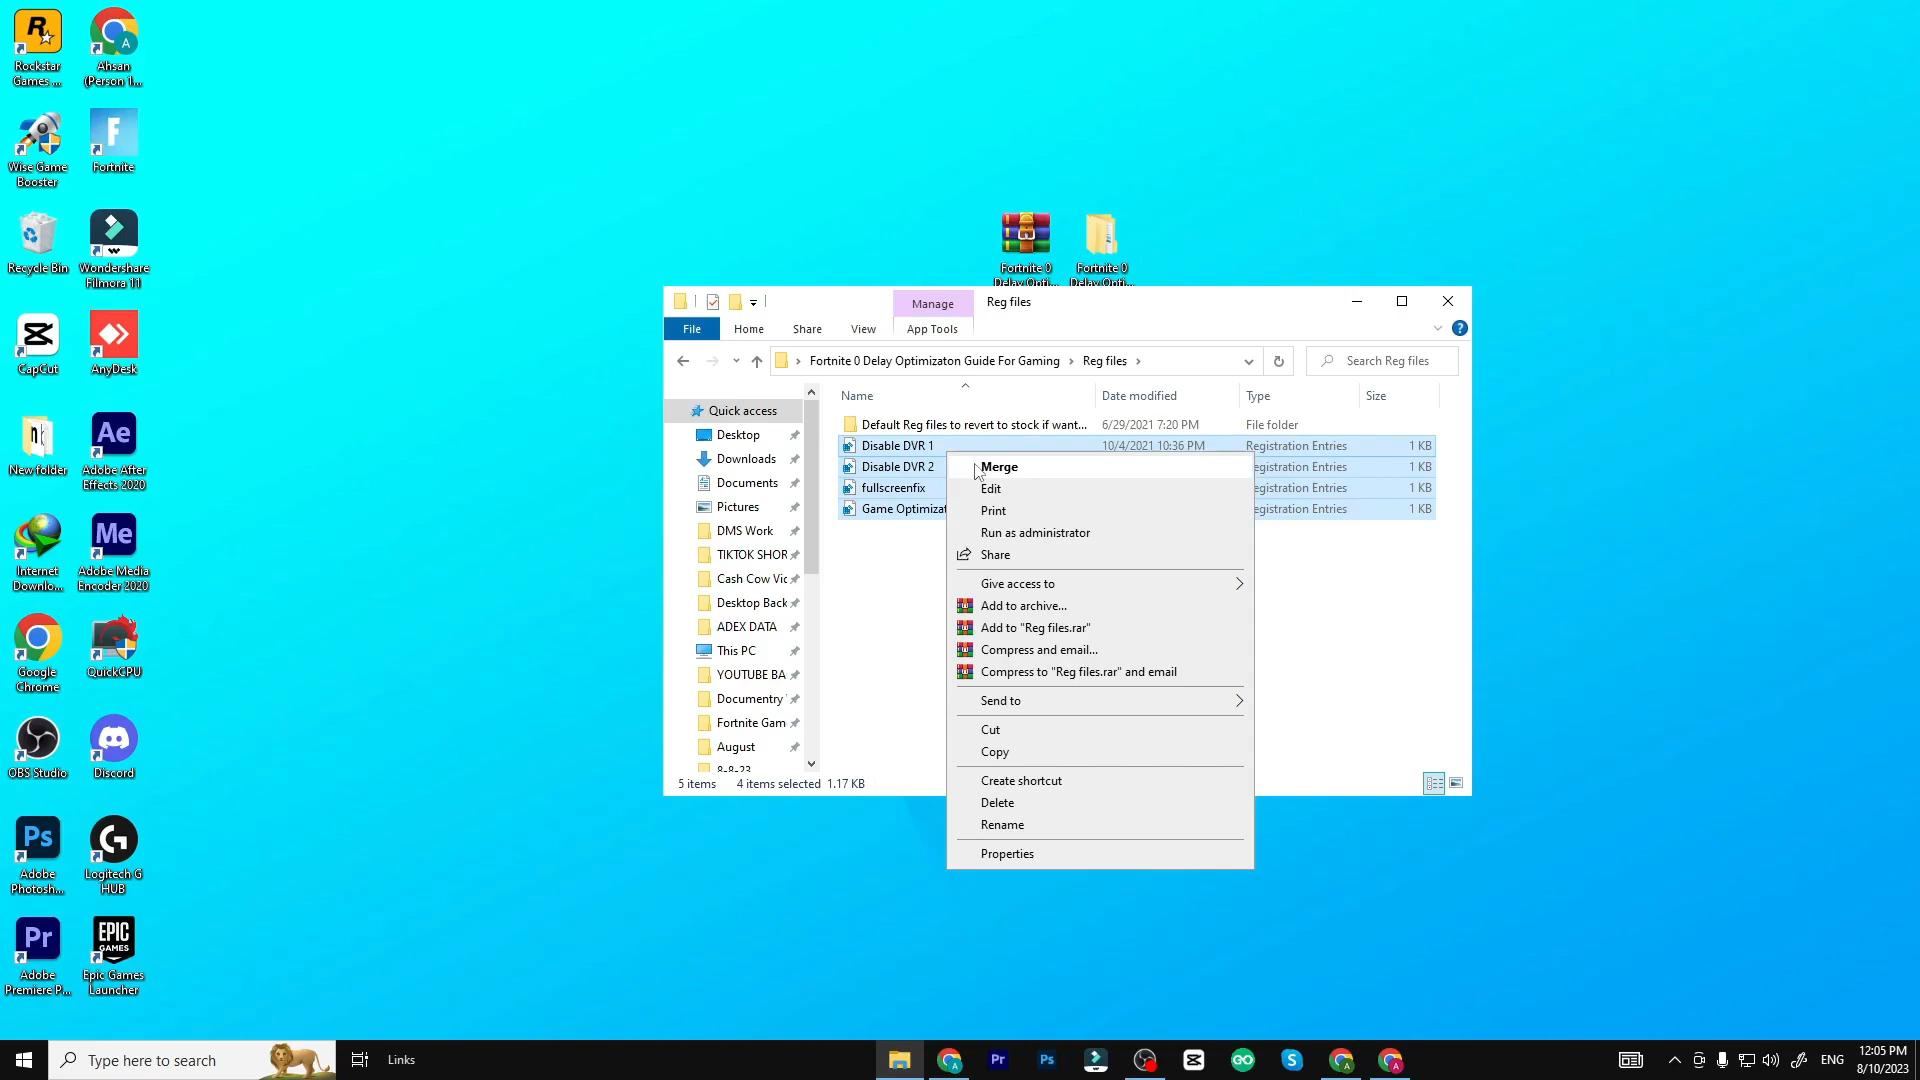 Rockstar
Games ...
Ahsan
(Person 1...
Wise Game
Booster
Fortnite
Recycle Bin
Wondershare
Filmora 11
CapCut
AnyDesk
New folder
Adobe After
Effects 2020
Internet
Downlo...
Adobe Media
Encoder 2020
Google
Chrome
QuickCPU
OBS Studio
Discord
Adobe
Photosh...
Logitech G
HUB
Adobe
Premiere P...
Epic Games
Launcher
Fortnite 0
Delay Opti...
Fortnite 0
Delay Opti...
Manage
Reg files
File
Home
Share
View
App Tools
Fortnite 0 Delay Optimizaton Guide For Gaming
Reg files
Search Reg files
Name
Date modified
Type
Size
Quick access
Desktop
Downloads
Documents
Pictures
DMS Work
TIKTOK SHOR
Cash Cow Vic
Desktop Back
ADEX DATA
This PC
YOUTUBE BA
Documentry
Fortnite Gam
August
8-8-23
Default Reg files to revert to stock if want...
6/29/2021 7:20 PM
File folder
Disable DVR 1
10/4/2021 10:36 PM
Registration Entries
1 KB
Disable DVR 2
egistration Entries
1 KB
fullscreenfix
egistration Entries
1 KB
Game Optimizat
egistration Entries
1 KB
Merge
Edit
Print
Run as administrator
Share
Give access to
Add to archive...
Add to "Reg files.rar"
Compress and email...
Compress to "Reg files.rar" and email
Send to
Cut
Copy
Create shortcut
Delete
Rename
Properties
5 items
4 items selected 1.17 KB
Type here to search
Links
ENG
12:05 PM
8/10/2023